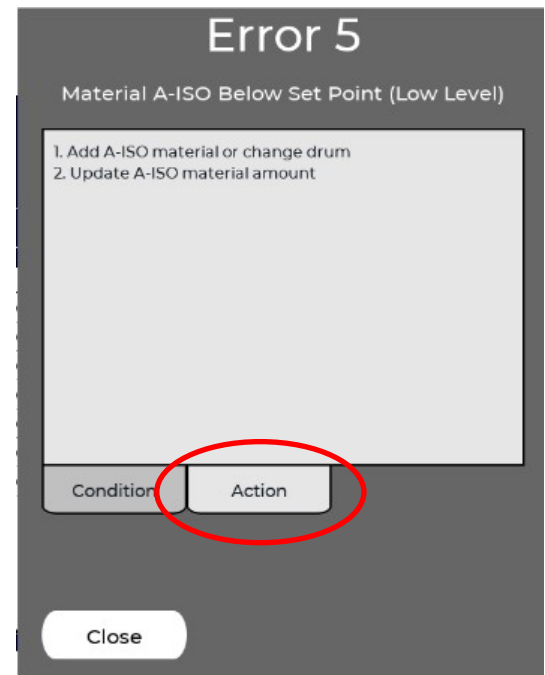 Error 5
Material A-ISO Below Set Point (Low Level)
1. Add A-ISO material or change drum
2. Update A-ISO material amount
Condition
Action
Close